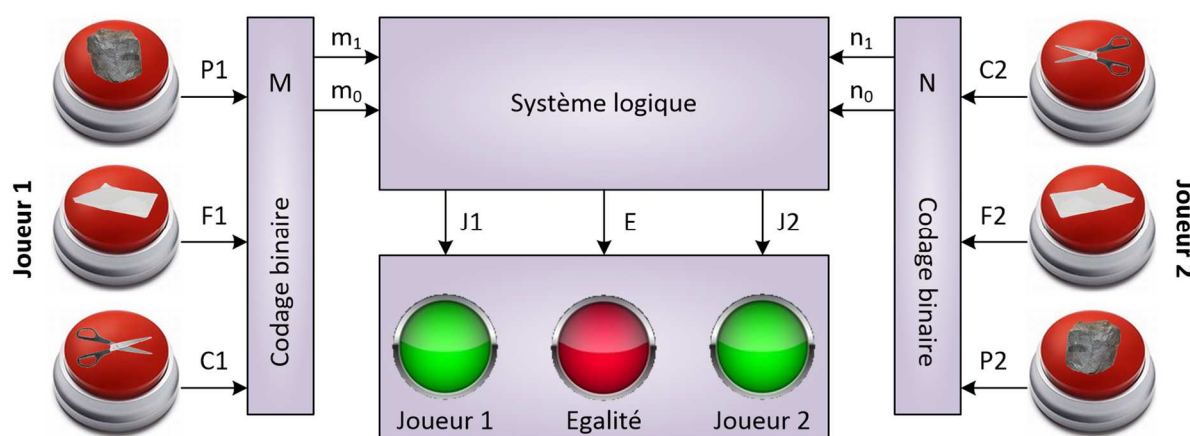 Joueur 1
P1
F1
C1
M
Codage binaire
m1
m0
Système logique
J1
E
J2
Joueur 1
Egalité
Joueur 2
n1
n0
N
Codage binaire
C2
F2
P2
Joueur 2